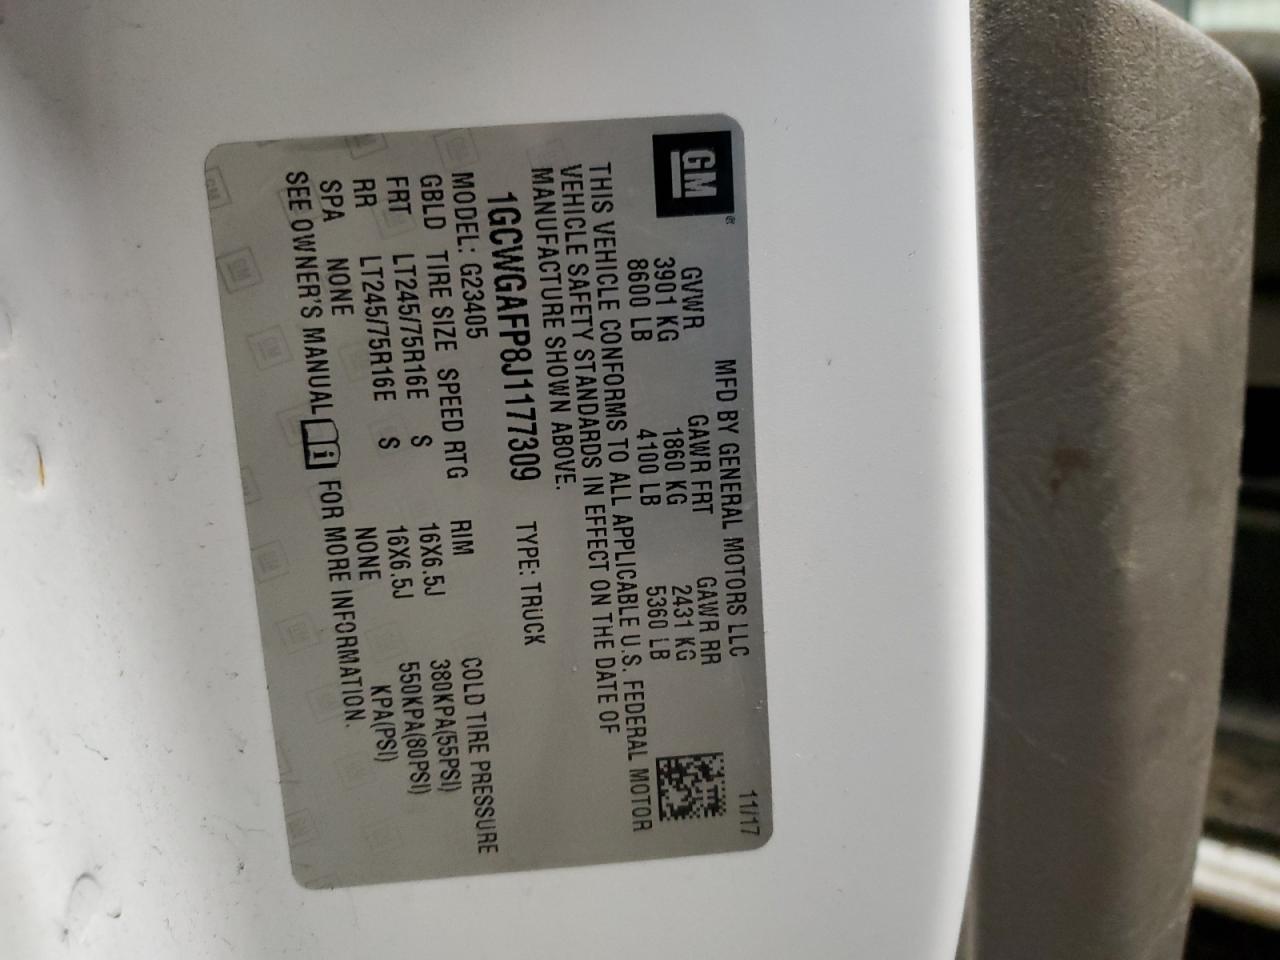 GM
MFD BY GENERAL MOTORS LLC 11/17
GVWR GAWR FRT GAWR RR
3901 KG 1860 KG 2431 KG
8600 LB 4100 LB 5360 LB
THIS VEHICLE CONFORMS TO ALL APPLICABLE U.S. FEDERAL MOTOR
VEHICLE SAFETY STANDARDS IN EFFECT ON THE DATE OF
MANUFACTURE SHOWN ABOVE.
1GCWGAFP8J1177309 TYPE: TRUCK
MODEL: G23405
GBLD TIRE SIZE SPEED RTG RIM COLD TIRE PRESSURE
FRT LT245/75R16E S 16X6.5J 380KPA(55PSI)
RR LT245/75R16E S 16X6.5J 550KPA(80PSI)
SPA NONE NONE KPA(PSI)
SEE OWNER'S MANUAL i FOR MORE INFORMATION.